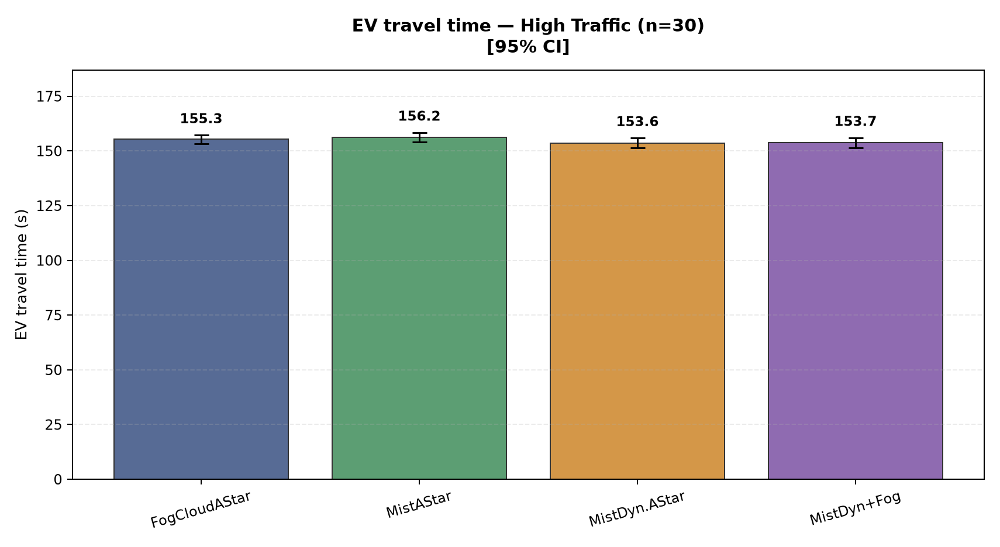 EV travel time — High Traffic (n=30)
[95% CI]
EV travel time (s)
175
150
125
100
75
50
25
0
155.3
156.2
153.6
153.7
FogCloudAStar
MistAStar
MistDyn.AStar
MistDyn+Fog